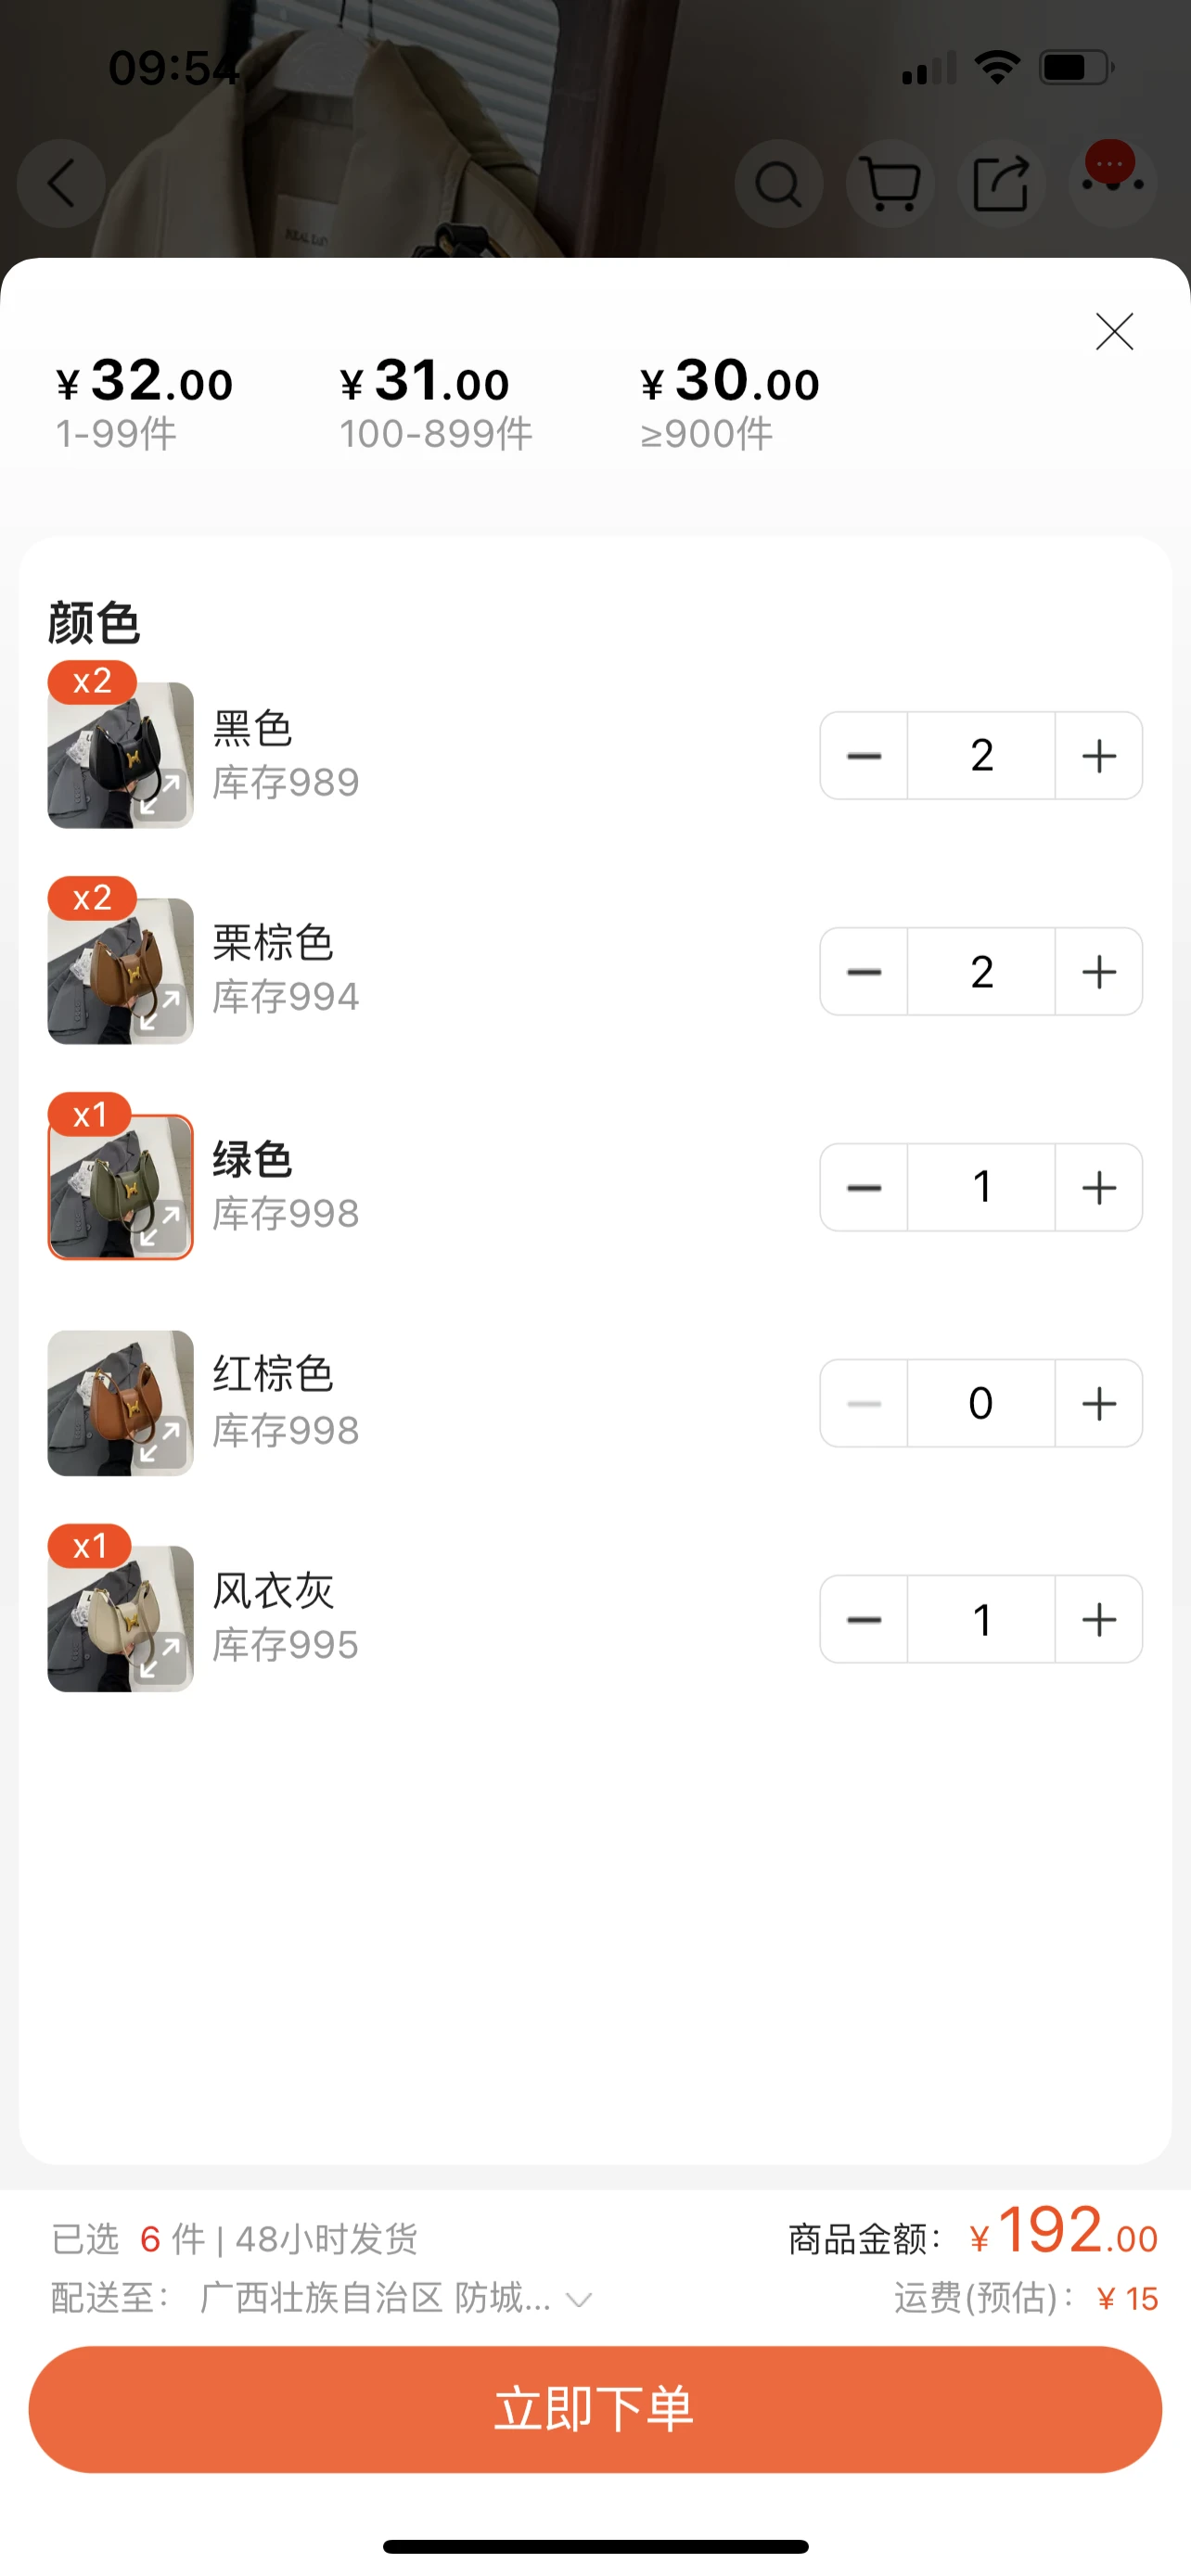 09:54
¥32.00 ¥31.00 ¥30.00
1-99件 100-899件 ≥900件
颜色
x2
黑色
库存989
2
x2
栗棕色
库存994
2
x1
绿色
库存998
1
红棕色
库存998
0
x1
风衣灰
库存995
1
已选 6 件 | 48小时发货 商品金额: ¥192.00
配送至: 广西壮族自治区 防城... 运费(预估): ¥15
立即下单